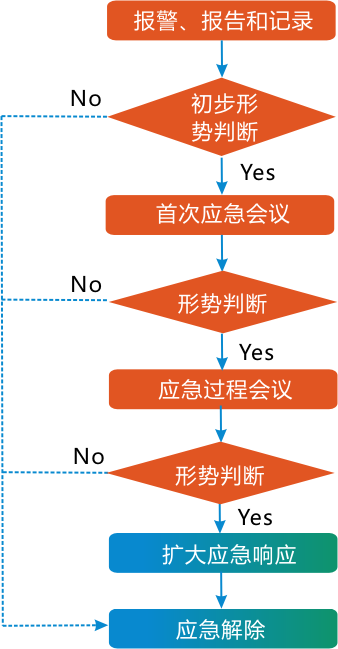 报警、报告和记录
No
初步形
势判断
Yes
首次应急会议
No
形势判断
Yes
应急过程会议
No
形势判断
Yes
扩大应急响应
应急解除